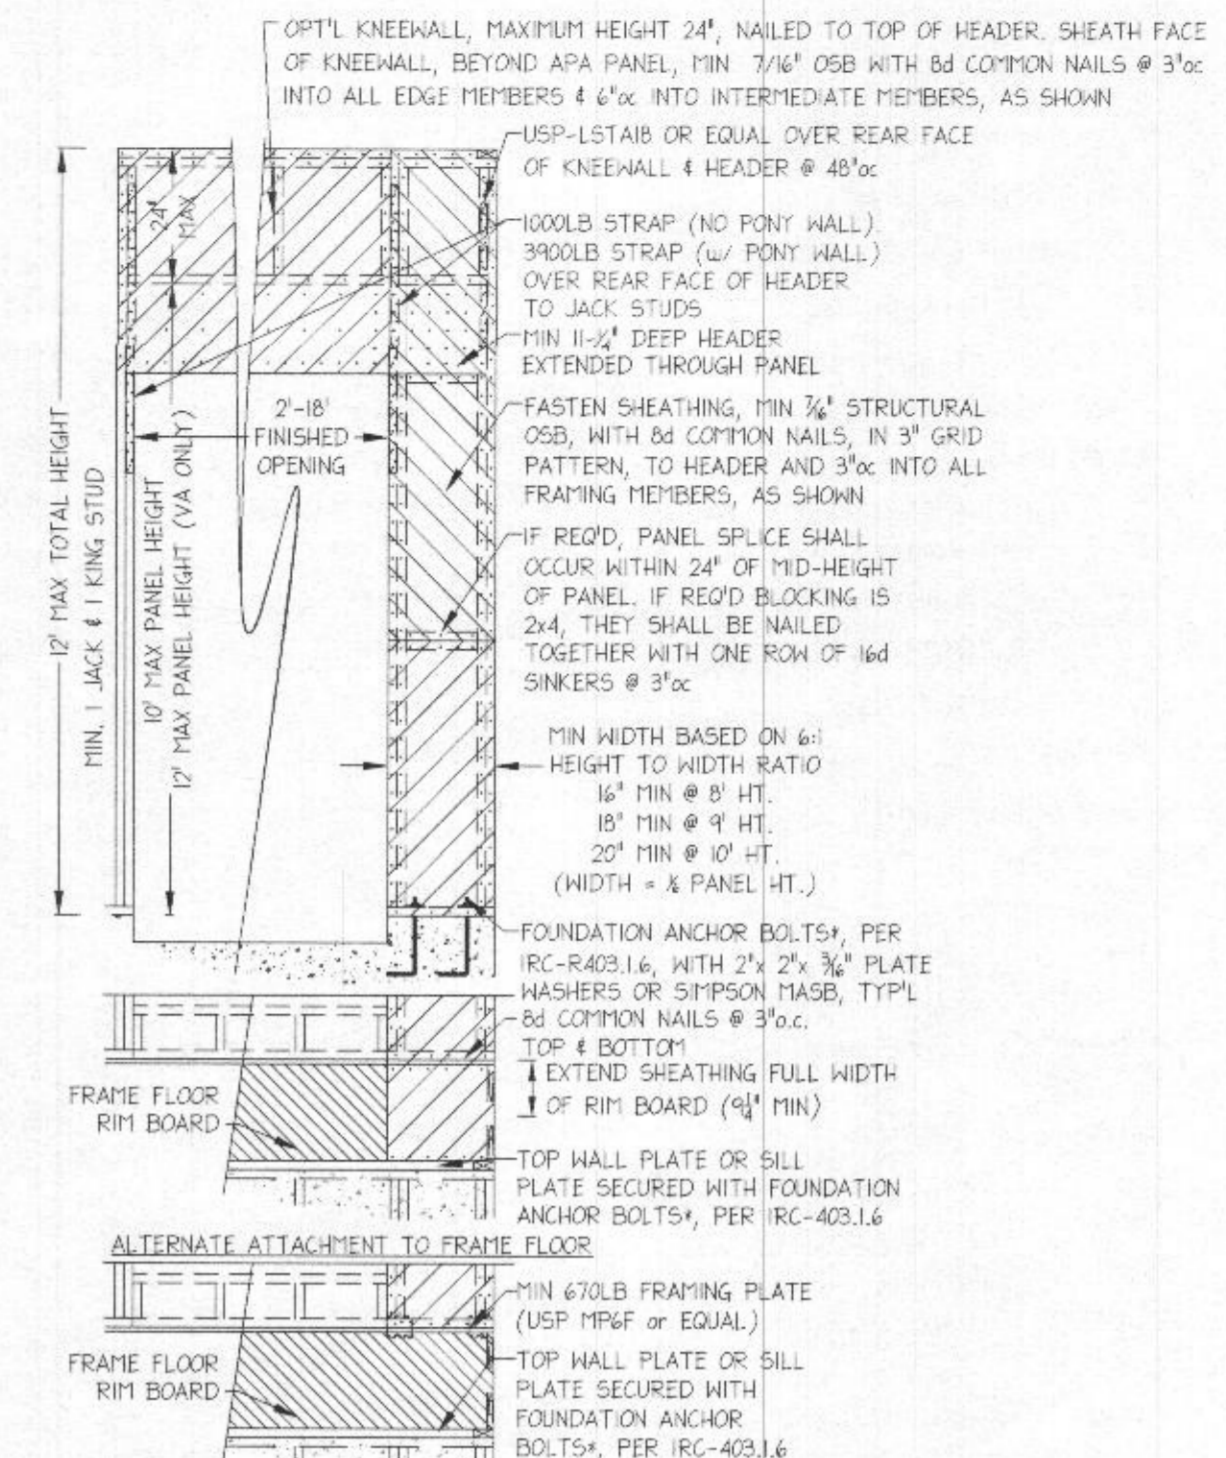 OPT'L KNEEWALL, MAXIMUM HEIGHT 24", NAILED TO TOP OF HEADER. SHEATH FACE
OF KNEEWALL, BEYOND APA PANEL, MIN 7/16" OSB WITH 8d COMMON NAILS @ 3"oc
INTO ALL EDGE MEMBERS & 6"oc INTO INTERMEDIATE MEMBERS, AS SHOWN
USP-LSTA18 OR EQUAL OVER REAR FACE
OF KNEEWALL & HEADER @ 48"oc
1000LB STRAP (NO PONY WALL).
3900LB STRAP (w/ PONY WALL)
OVER REAR FACE OF HEADER
TO JACK STUDS
MIN 11-1/4" DEEP HEADER
EXTENDED THROUGH PANEL
FASTEN SHEATHING, MIN 7/16" STRUCTURAL
OSB, WITH 8d COMMON NAILS, IN 3" GRID
PATTERN, TO HEADER AND 3"oc INTO ALL
FRAMING MEMBERS, AS SHOWN
IF REQ'D, PANEL SPLICE SHALL
OCCUR WITHIN 24" OF MID-HEIGHT
OF PANEL. IF REQ'D BLOCKING IS
2x4, THEY SHALL BE NAILED
TOGETHER WITH ONE ROW OF 16d
SINKERS @ 3"oc
MIN WIDTH BASED ON 6:1
HEIGHT TO WIDTH RATIO
16" MIN @ 8' HT.
18" MIN @ 9' HT.
20" MIN @ 10' HT.
(WIDTH = 1/6 PANEL HT.)
FOUNDATION ANCHOR BOLTS*, PER
IRC-R403.1.6, WITH 2"x 2"x 3/16" PLATE
WASHERS OR SIMPSON MASB, TYP'L
8d COMMON NAILS @ 3"o.c.
TOP & BOTTOM
EXTEND SHEATHING FULL WIDTH
OF RIM BOARD (9 1/4" MIN)
TOP WALL PLATE OR SILL
PLATE SECURED WITH FOUNDATION
ANCHOR BOLTS*, PER IRC-403.1.6
24"
MAX
2'-18'
FINISHED
OPENING
12' MAX TOTAL HEIGHT
MIN. 1 JACK & 1 KING STUD
10' MAX PANEL HEIGHT
12' MAX PANEL HEIGHT (VA ONLY)
FRAME FLOOR
RIM BOARD
ALTERNATE ATTACHMENT TO FRAME FLOOR
MIN 670LB FRAMING PLATE
(USP MP6F or EQUAL)
FRAME FLOOR
RIM BOARD
TOP WALL PLATE OR SILL
PLATE SECURED WITH
FOUNDATION ANCHOR
BOLTS*, PER IRC-403.1.6